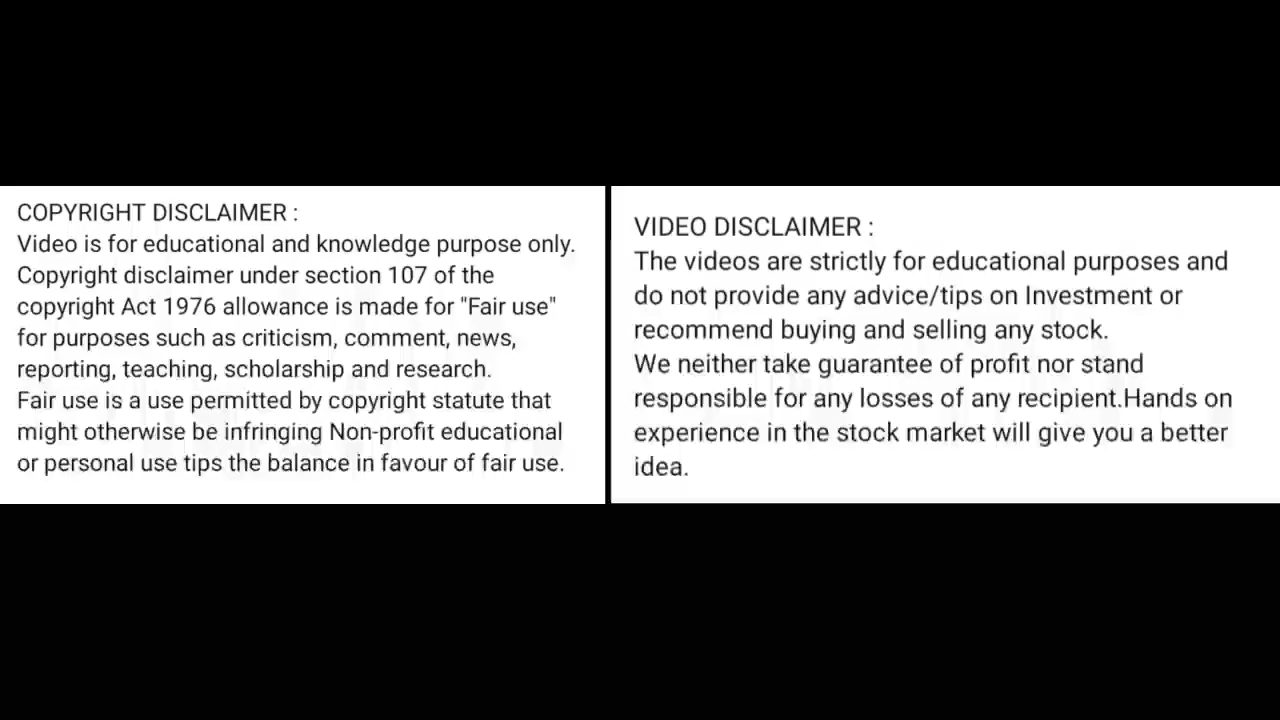 COPYRIGHT DISCLAIMER :
Video is for educational and knowledge purpose only.
Copyright disclaimer under section 107 of the
copyright Act 1976 allowance is made for "Fair use"
for purposes such as criticism, comment, news,
reporting, teaching, scholarship and research.
Fair use is a use permitted by copyright statute that
might otherwise be infringing Non-profit educational
or personal use tips the balance in favour of fair use.
VIDEO DISCLAIMER :
The videos are strictly for educational purposes and
do not provide any advice/tips on Investment or
recommend buying and selling any stock.
We neither take guarantee of profit nor stand
responsible for any losses of any recipient.Hands on
experience in the stock market will give you a better
idea.